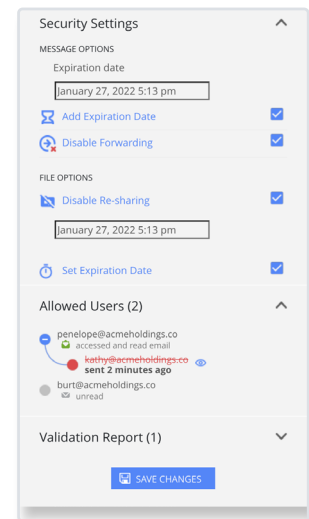 Security Settings
MESSAGE OPTIONS
Expiration date
January 27, 2022 5:13 pm
Add Expiration Date
Disable Forwarding
FILE OPTIONS
Disable Re-sharing
January 27, 2022 5:13 pm
Set Expiration Date
Allowed Users (2)
penelope@acmeholdings.co
accessed and read email
kathy@acmeholdings.co
sent 2 minutes ago
burt@acmeholdings.co
unread
Validation Report (1)
SAVE CHANGES